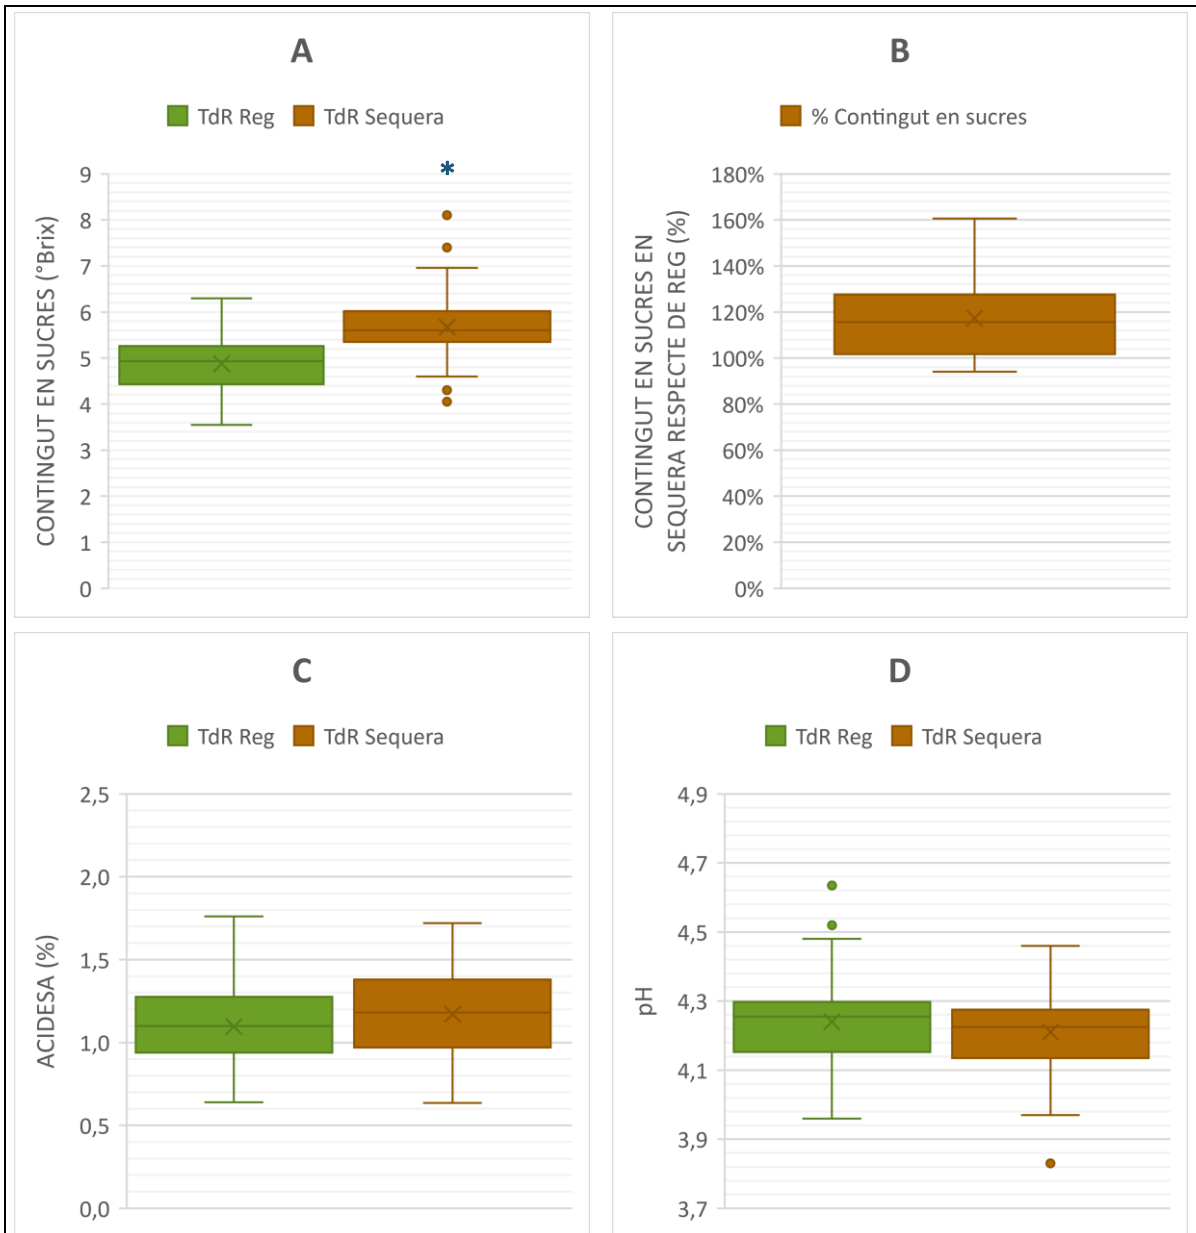 A
TdR Reg TdR Sequera
*
9
8
7
6
5
4
3
2
1
0
CONTINGUT EN SUCRES (°Brix)
B
% Contingut en sucres
180%
160%
140%
120%
100%
80%
60%
40%
20%
0%
CONTINGUT EN SUCRES EN
SEQUERA RESPECTE DE REG (%)
C
TdR Reg TdR Sequera
2,5
2,0
1,5
1,0
0,5
0,0
ACIDESA (%)
D
TdR Reg TdR Sequera
4,9
4,7
4,5
4,3
4,1
3,9
3,7
pH